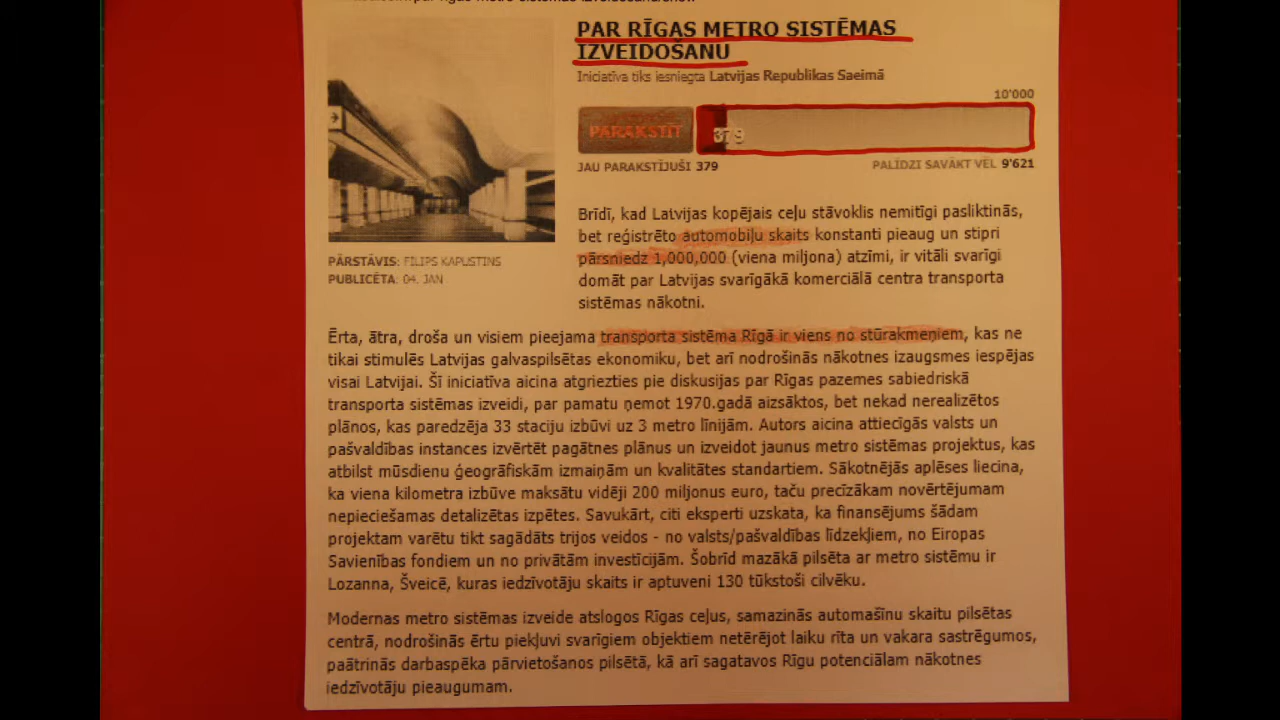 PAR RĪGAS METRO SISTĒMAS
IZVEIDOŠANU
Iniciatīva tiks iesniegta Latvijas Republikas Saeimā
10'000
PARAKSTĪT
379
JAU PARAKSTĪJUŠI 379
PALĪDZI SAVĀKT VĒL 9'621
PĀRSTĀVIS: FILIPS KAPUSTINS
PUBLICĒTA: 04. JAN
Brīdī, kad Latvijas kopējais ceļu stāvoklis nemitīgi pasliktinās,
bet reģistrēto automobiļu skaits konstanti pieaug un stipri
pārsniedz 1,000,000 (viena miljona) atzīmi, ir vitāli svarīgi
domāt par Latvijas svarīgākā komerciālā centra transporta
sistēmas nākotni.
Ērta, ātra, droša un visiem pieejama transporta sistēma Rīgā ir viens no stūrakmeņiem, kas ne
tikai stimulēs Latvijas galvaspilsētas ekonomiku, bet arī nodrošinās nākotnes izaugsmes iespējas
visai Latvijai. Šī iniciatīva aicina atgriezties pie diskusijas par Rīgas pazemes sabiedriskā
transporta sistēmas izveidi, par pamatu ņemot 1970.gadā aizsāktos, bet nekad nerealizētos
plānos, kas paredzēja 33 staciju izbūvi uz 3 metro līnijām. Autors aicina attiecīgās valsts un
pašvaldības instances izvērtēt pagātnes plānus un izveidot jaunus metro sistēmas projektus, kas
atbilst mūsdienu ģeogrāfiskām izmaiņām un kvalitātes standartiem. Sākotnējās aplēses liecina,
ka viena kilometra izbūve maksātu vidēji 200 miljonus euro, taču precīzākam novērtējumam
nepieciešamas detalizētas izpētes. Savukārt, citi eksperti uzskata, ka finansējums šādam
projektam varētu tikt sagādāts trijos veidos - no valsts/pašvaldības līdzekļiem, no Eiropas
Savienības fondiem un no privātām investīcijām. Šobrīd mazākā pilsēta ar metro sistēmu ir
Lozanna, Šveicē, kuras iedzīvotāju skaits ir aptuveni 130 tūkstoši cilvēku.
Modernas metro sistēmas izveide atslogos Rīgas ceļus, samazinās automašīnu skaitu pilsētas
centrā, nodrošinās ērtu piekļuvi svarīgiem objektiem netērējot laiku rīta un vakara sastrēgumos,
paātrinās darbaspēka pārvietošanos pilsētā, kā arī sagatavos Rīgu potenciālam nākotnes
iedzīvotāju pieaugumam.